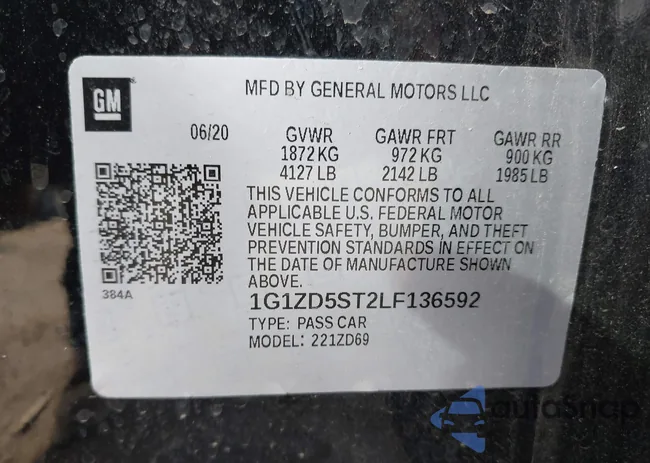 GM
MFD BY GENERAL MOTORS LLC
06/20 GVWR GAWR FRT GAWR RR
1872 KG 972 KG 900 KG
4127 LB 2142 LB 1985 LB
THIS VEHICLE CONFORMS TO ALL
APPLICABLE U.S. FEDERAL MOTOR
VEHICLE SAFETY, BUMPER, AND THEFT
PREVENTION STANDARDS IN EFFECT ON
THE DATE OF MANUFACTURE SHOWN
ABOVE.
384A
1G1ZD5ST2LF136592
TYPE: PASS CAR
MODEL: 221ZD69
autoSnap